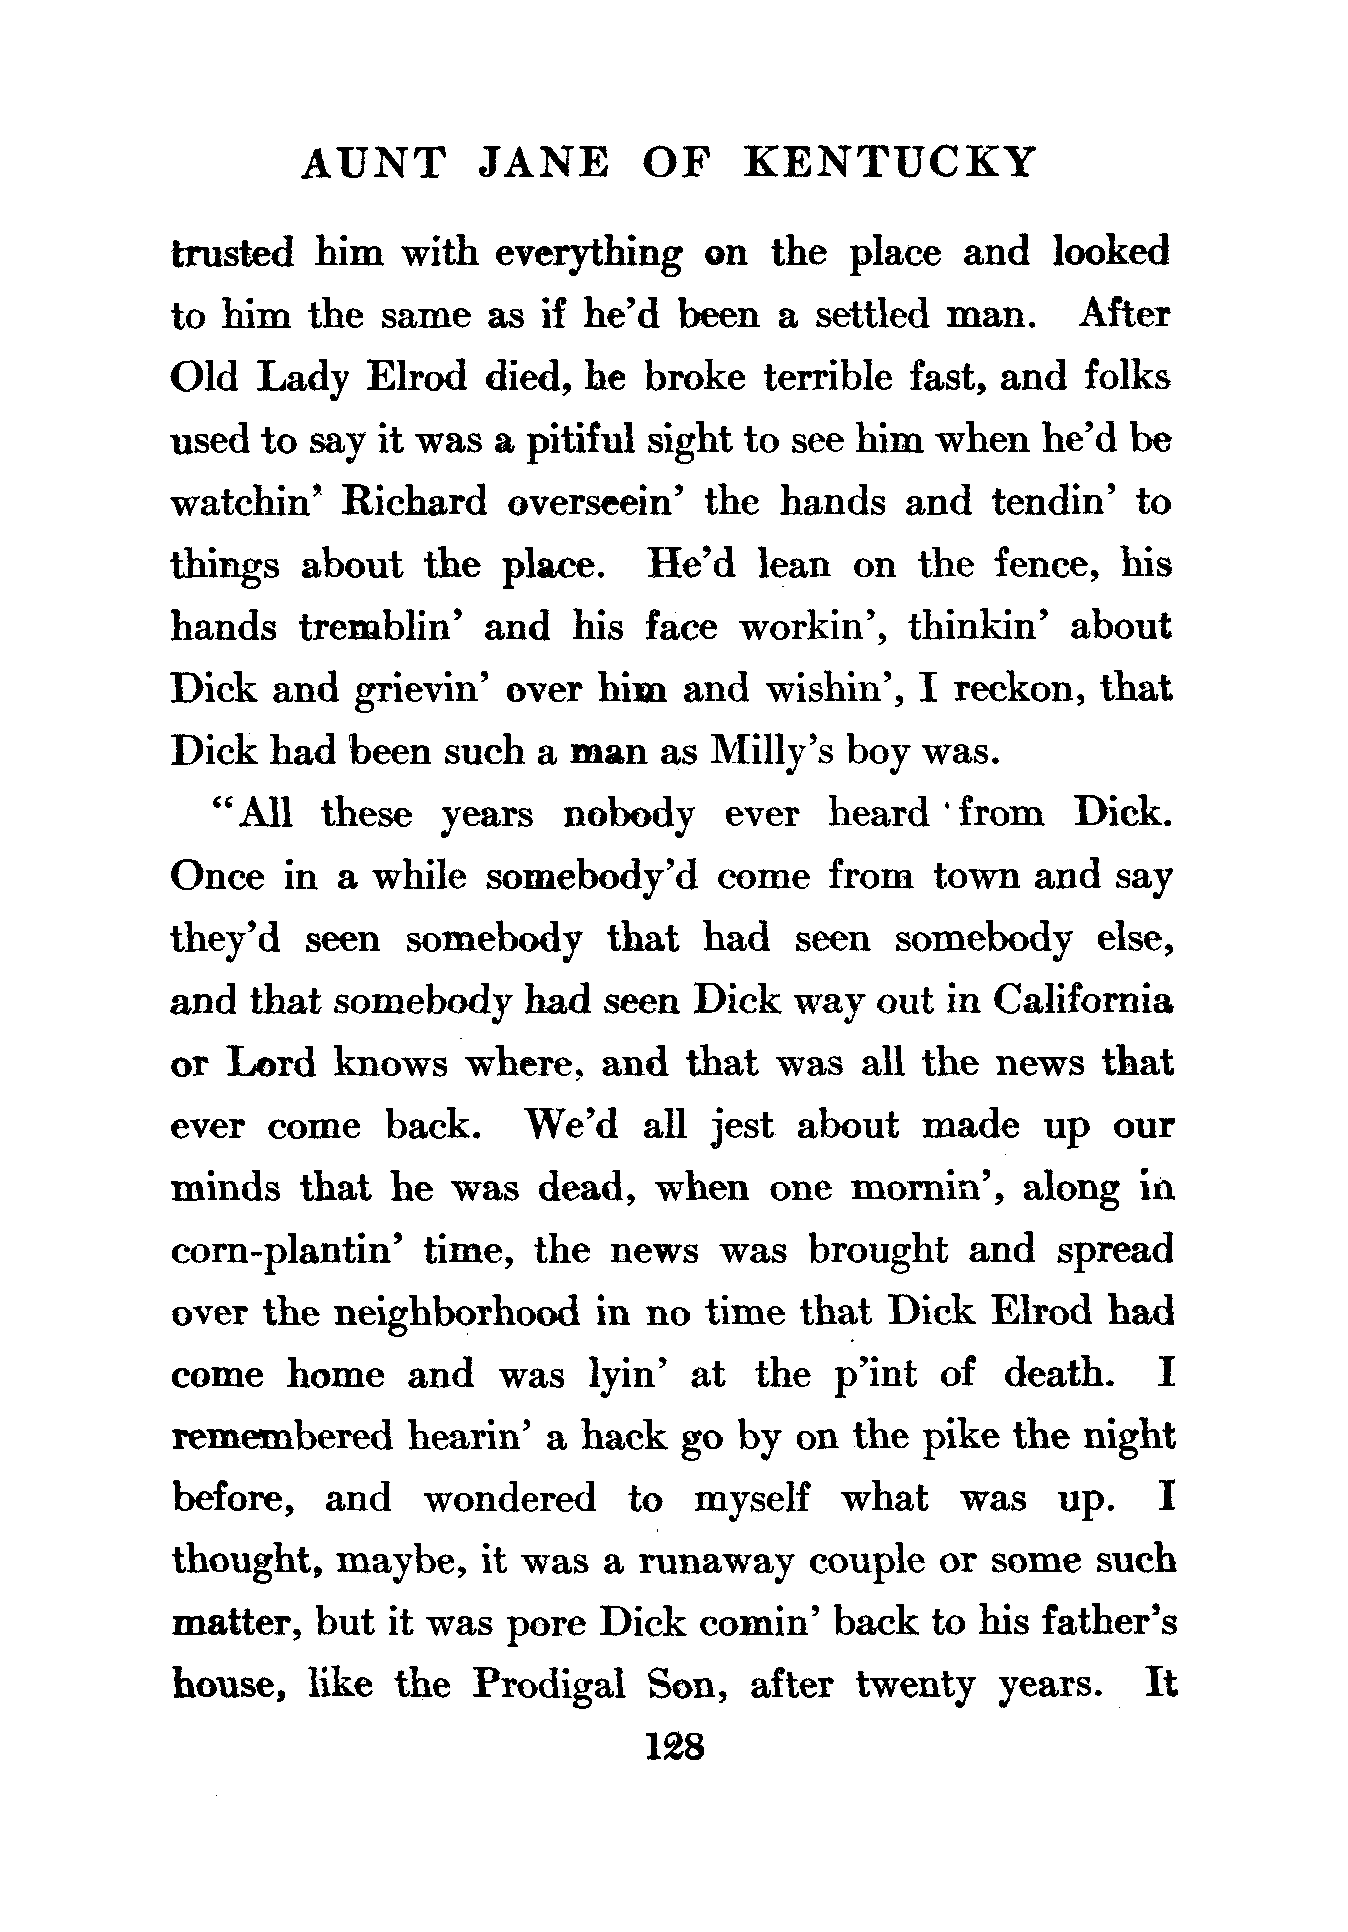 AUNT JANE OF KENTUCKY
trusted him with everything on the place and looked
to him the same as if he’d been a settled man. After
Old Lady Elrod died, he broke terrible fast, and folks
used to say it was a pitiful sight to see him when he’d be
watchin’ Richard overseein’ the hands and tendin’ to
things about the place. He’d lean on the fence, his
hands tremblin’ and his face workin’, thinkin’ about
Dick and grievin’ over him and wishin’, I reckon, that
Dick had been such a man as Milly’s boy was.
“All these years nobody ever heard from Dick.
Once in a while somebody’d come from town and say
they’d seen somebody that had seen somebody else,
and that somebody had seen Dick way out in California
or Lord knows where, and that was all the news that
ever come back. We’d all jest about made up our
minds that he was dead, when one mornin’, along in
corn-plantin’ time, the news was brought and spread
over the neighborhood in no time that Dick Elrod had
come home and was lyin’ at the p’int of death. I
remembered hearin’ a hack go by on the pike the night
before, and wondered to myself what was up. I
thought, maybe, it was a runaway couple or some such
matter, but it was pore Dick comin’ back to his father’s
house, like the Prodigal Son, after twenty years. It
128